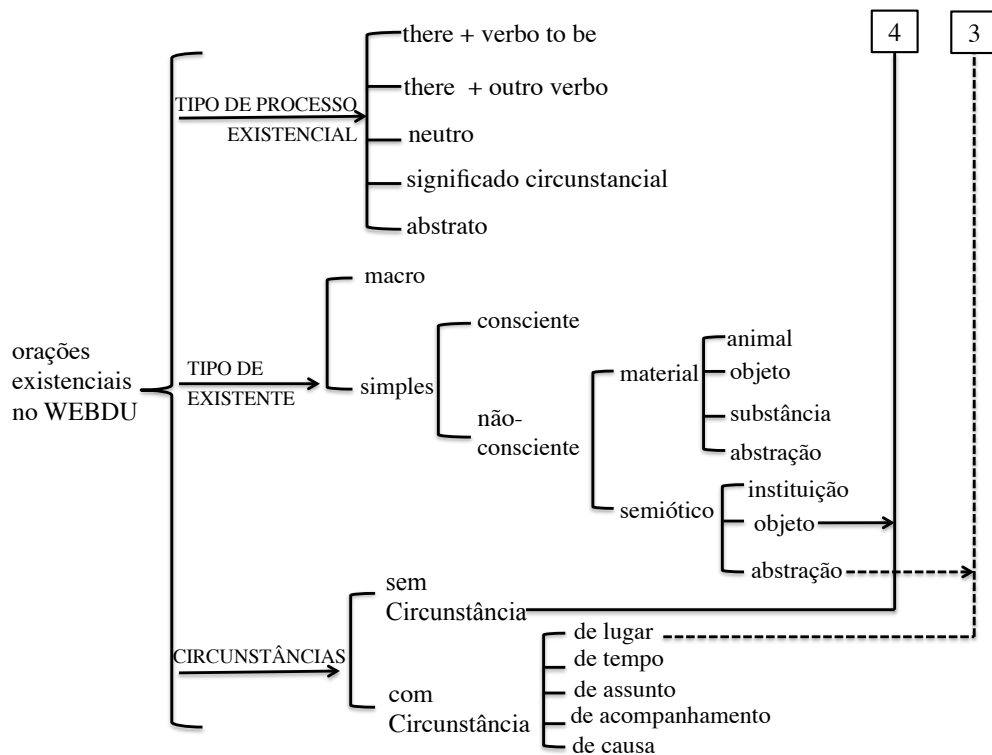 there + verbo to be
4
3
there + outro verbo
TIPO DE PROCESSO
EXISTENCIAL
neutro
significado circunstancial
abstrato
macro
consciente
orações
existenciais
no WEBDU
TIPO DE
EXISTENTE
simples
não-
consciente
material
animal
objeto
substância
abstração
semiótico
instituição
objeto
abstração
CIRCUNSTÂNCIAS
sem
Circunstância
com
Circunstância
de lugar
de tempo
de assunto
de acompanhamento
de causa